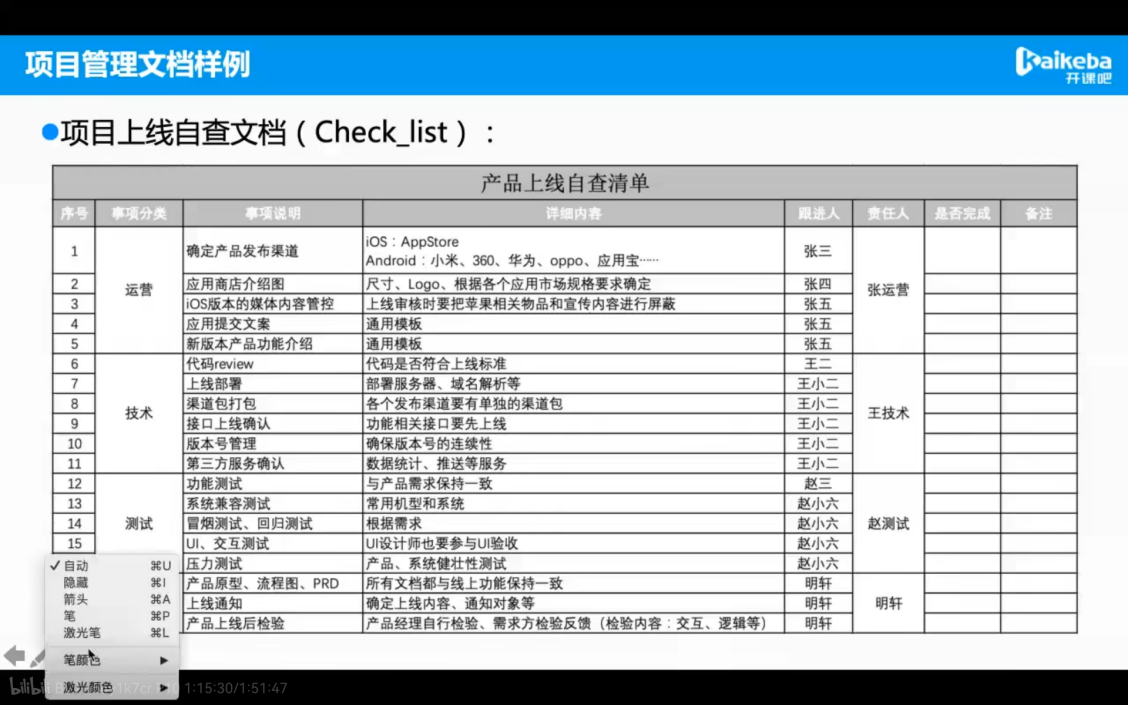 项目管理文档样例
Kaikeba
开课吧
●项目上线自查文档（Check_list）：
产品上线自查清单
序号 事项分类 事项说明 详细内容 跟进人 责任人 是否完成 备注
1 运营 确定产品发布渠道 iOS：AppStore
Android：小米、360、华为、oppo、应用宝…… 张三 张运营
2 应用商店介绍图 尺寸、Logo、根据各个应用市场规格要求确定 张四
3 iOS版本的媒体内容管控 上线审核时要把苹果相关物品和宣传内容进行屏蔽 张五
4 应用提交文案 通用模板 张五
5 新版本产品功能介绍 通用模板 张五
6 技术 代码review 代码是否符合上线标准 王二 王技术
7 上线部署 部署服务器、域名解析等 王小二
8 渠道包打包 各个发布渠道要有单独的渠道包 王小二
9 接口上线确认 功能相关接口要先上线 王小二
10 版本号管理 确保版本号的连续性 王小二
11 第三方服务确认 数据统计、推送等服务 王小二
12 测试 功能测试 与产品需求保持一致 赵三 赵测试
13 系统兼容测试 常用机型和系统 赵小六
14 冒烟测试、回归测试 根据需求 赵小六
15 UI、交互测试 UI设计师也要参与UI验收 赵小六
压力测试 产品、系统健壮性测试 赵小六
产品原型、流程图、PRD 所有文档都与线上功能保持一致 明轩 明轩
上线通知 确定上线内容、通知对象等 明轩
产品上线后检验 产品经理自行检验、需求方检验反馈（检验内容：交互、逻辑等） 明轩
✓自动 ⌘U
隐藏 ⌘I
箭头 ⌘A
笔 ⌘P
激光笔 ⌘L
笔颜色 ▶
激光颜色 ▶
bilibili 1:15:30/1:51:47